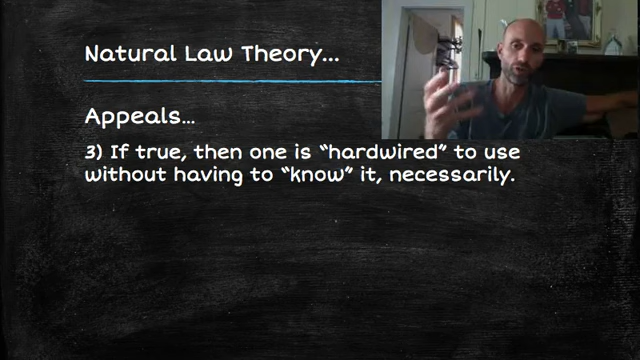 Natural Law Theory...
Appeals...
3) If true, then one is “hardwired” to use
without having to “know” it, necessarily.